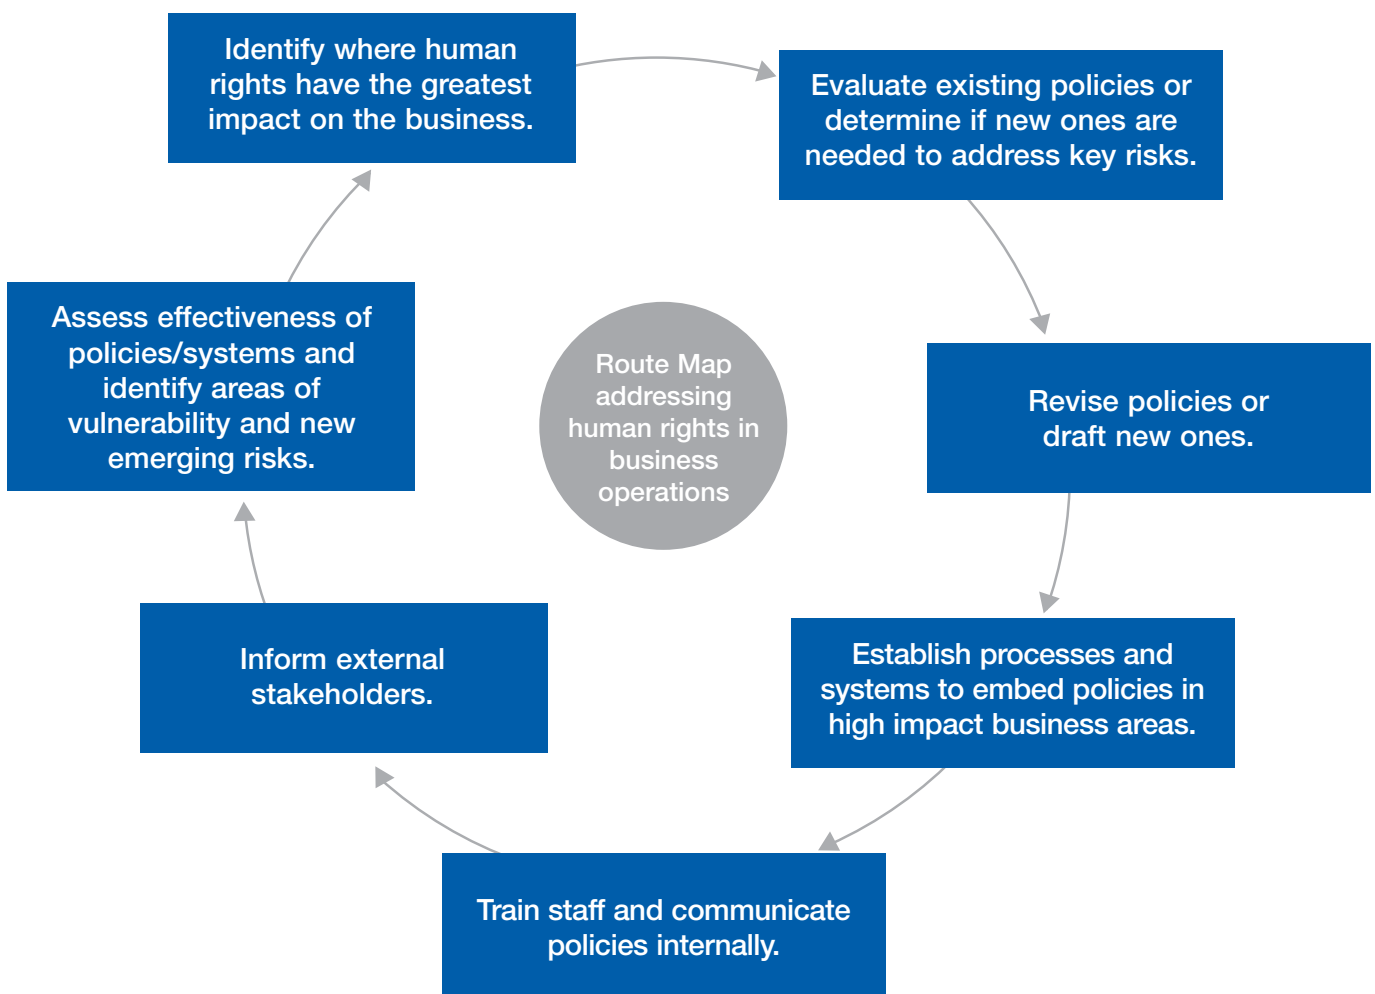 Identify where human
rights have the greatest
impact on the business.
Evaluate existing policies or
determine if new ones are
needed to address key risks.
Revise policies or
draft new ones.
Establish processes and
systems to embed policies in
high impact business areas.
Train staff and communicate
policies internally.
Inform external
stakeholders.
Assess effectiveness of
policies/systems and
identify areas of
vulnerability and new
emerging risks.
Route Map
addressing
human rights in
business
operations